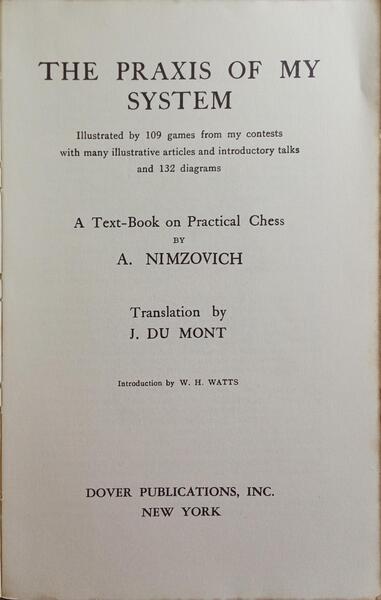 THE PRAXIS OF MY
SYSTEM
Illustrated by 109 games from my contests
with many illustrative articles and introductory talks
and 132 diagrams
A Text-Book on Practical Chess
BY
A. NIMZOVICH
Translation by
J. DU MONT
Introduction by W. H. WATTS
DOVER PUBLICATIONS, INC.
NEW YORK